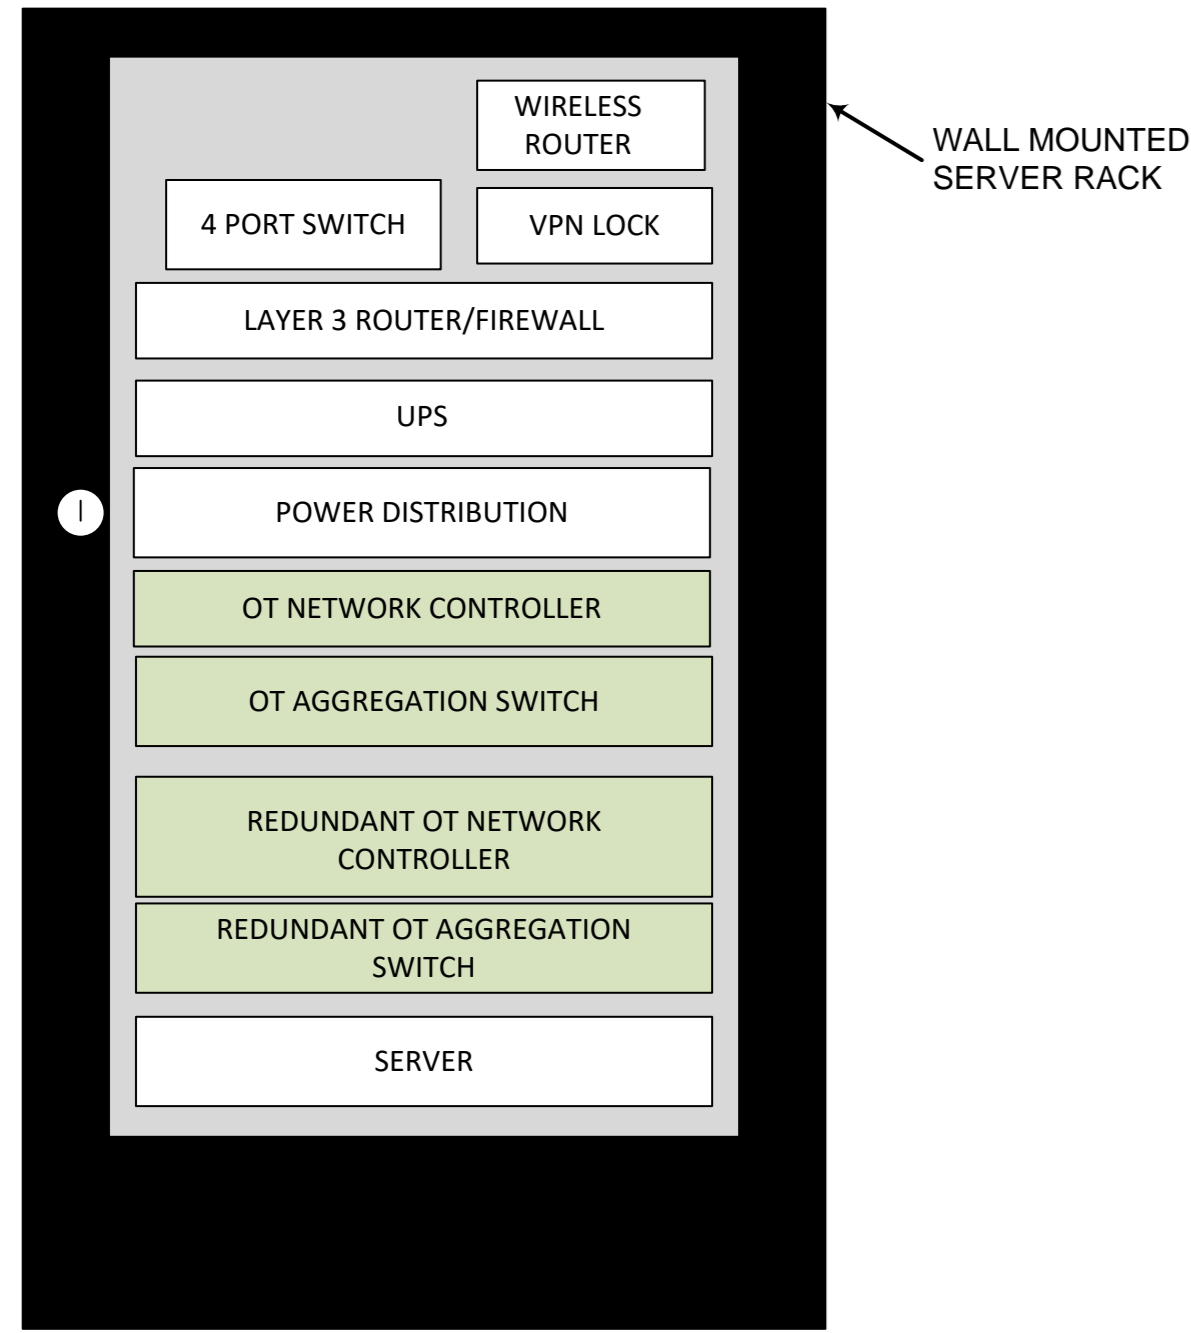 WIRELESS
ROUTER
WALL MOUNTED
SERVER RACK
4 PORT SWITCH
VPN LOCK
LAYER 3 ROUTER/FIREWALL
UPS
POWER DISTRIBUTION
OT NETWORK CONTROLLER
OT AGGREGATION SWITCH
REDUNDANT OT NETWORK
CONTROLLER
REDUNDANT OT AGGREGATION
SWITCH
SERVER